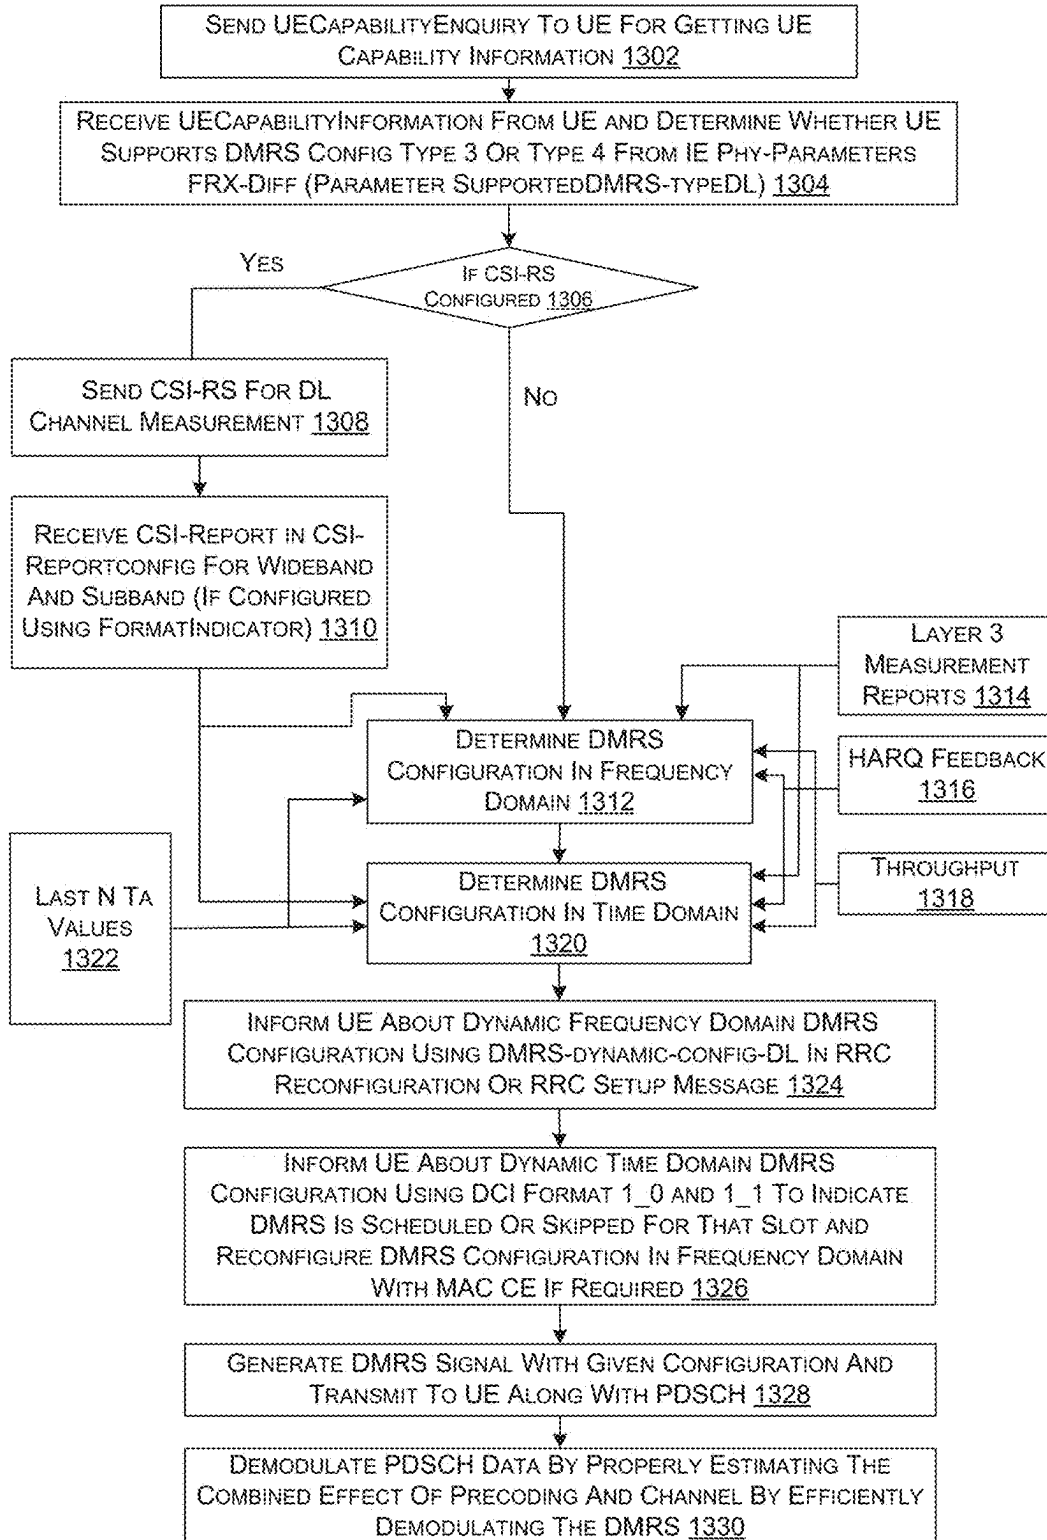 SEND UECAPABILITYENQUIRY TO UE FOR GETTING UE
CAPABILITY INFORMATION 1302
RECEIVE UECAPABILITYINFORMATION FROM UE AND DETERMINE WHETHER UE
SUPPORTS DMRS CONFIG TYPE 3 OR TYPE 4 FROM IE PHY-PARAMETERS
FRX-DIFF (PARAMETER SUPPORTEDDMRS-TYPEDL) 1304
YES
IF CSI-RS
CONFIGURED 1306
SEND CSI-RS FOR DL
CHANNEL MEASUREMENT 1308
NO
RECEIVE CSI-REPORT IN CSI-
REPORTCONFIG FOR WIDEBAND
AND SUBBAND (IF CONFIGURED
USING FORMATINDICATOR) 1310
LAYER 3
MEASUREMENT
REPORTS 1314
DETERMINE DMRS
CONFIGURATION IN FREQUENCY
DOMAIN 1312
HARQ FEEDBACK
1316
LAST N TA
VALUES
1322
DETERMINE DMRS
CONFIGURATION IN TIME DOMAIN
1320
THROUGHPUT
1318
INFORM UE ABOUT DYNAMIC FREQUENCY DOMAIN DMRS
CONFIGURATION USING DMRS-DYNAMIC-CONFIG-DL IN RRC
RECONFIGURATION OR RRC SETUP MESSAGE 1324
INFORM UE ABOUT DYNAMIC TIME DOMAIN DMRS
CONFIGURATION USING DCI FORMAT 1_0 AND 1_1 TO INDICATE
DMRS IS SCHEDULED OR SKIPPED FOR THAT SLOT AND
RECONFIGURE DMRS CONFIGURATION IN FREQUENCY DOMAIN
WITH MAC CE IF REQUIRED 1326
GENERATE DMRS SIGNAL WITH GIVEN CONFIGURATION AND
TRANSMIT TO UE ALONG WITH PDSCH 1328
DEMODULATE PDSCH DATA BY PROPERLY ESTIMATING THE
COMBINED EFFECT OF PRECODING AND CHANNEL BY EFFICIENTLY
DEMODULATING THE DMRS 1330